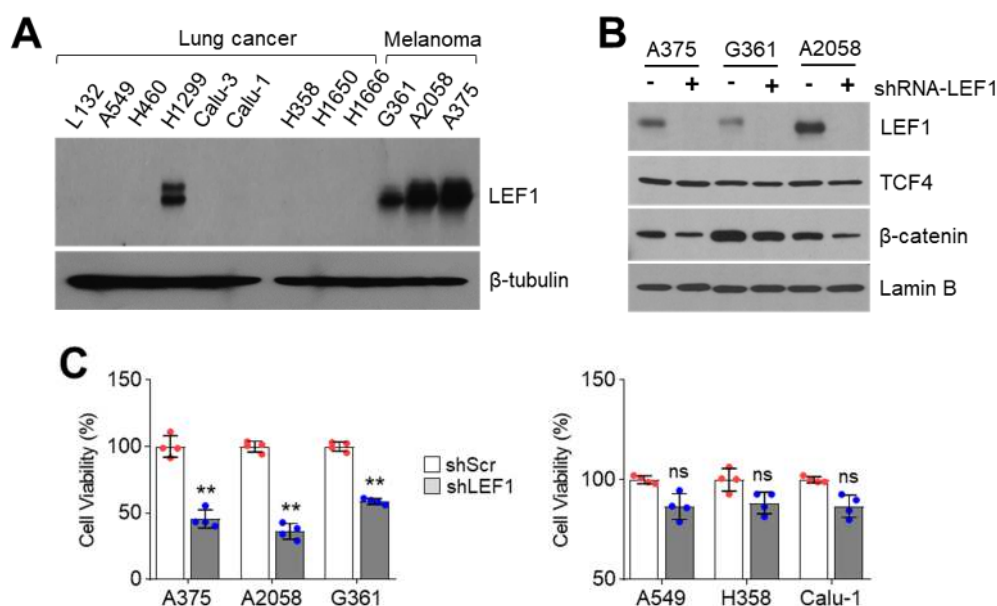 A
Lung cancer Melanoma
L132 A549 H460 H1299 Calu-3 Calu-1 H358 H1650 H1666 G361 A2058 A375
LEF1
β-tubulin
B
A375 G361 A2058
- + - + - + shRNA-LEF1
LEF1
TCF4
β-catenin
Lamin B
C
Cell Viability (%)
150
100
50
0
** ** **
A375 A2058 G361
shScr
shLEF1
Cell Viability (%)
150
100
50
ns ns ns
A549 H358 Calu-1